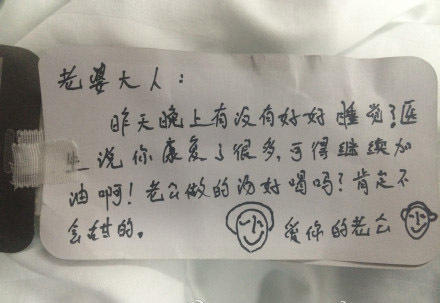 老婆大人：
昨天晚上有没有好好睡觉？医
生说你康复了很多，可得继续加
油啊！老公做的汤好喝吗？肯定不
会甜的。
爱你的老公